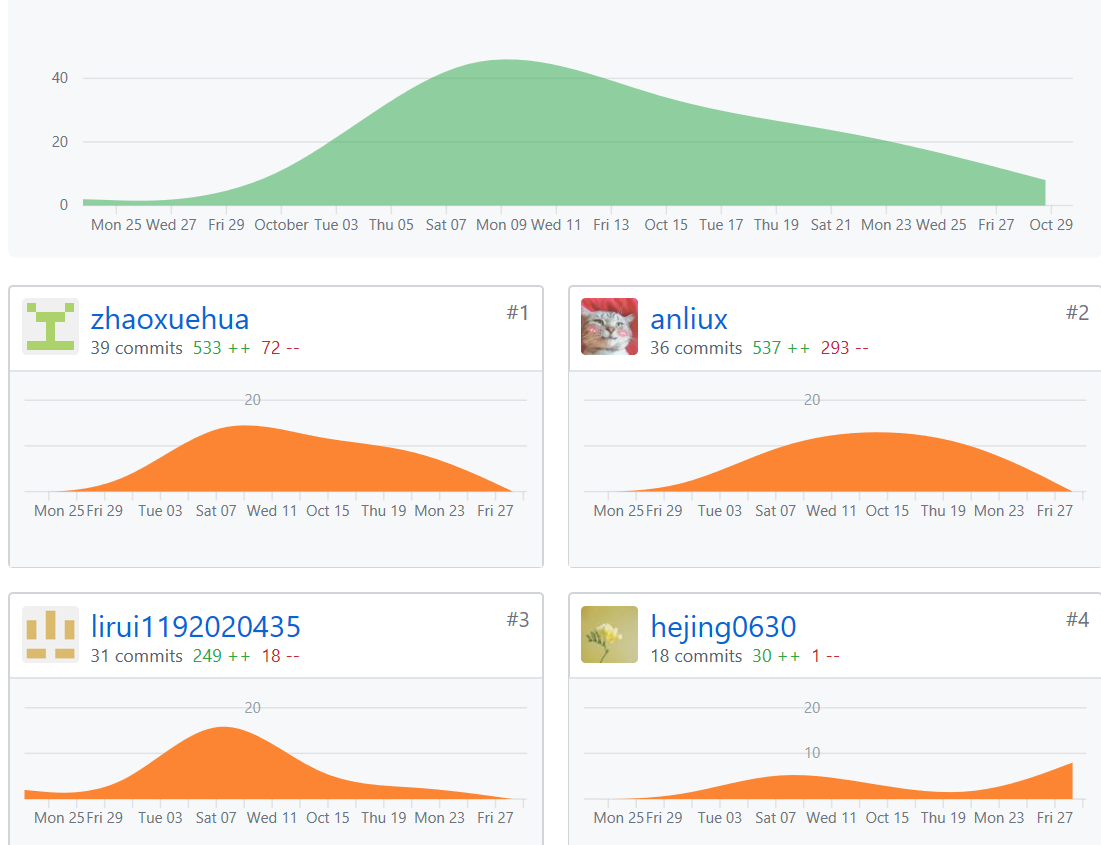 40
20
0
Mon 25 Wed 27 Fri 29 October Tue 03 Thu 05 Sat 07 Mon 09 Wed 11 Fri 13 Oct 15 Tue 17 Thu 19 Sat 21 Mon 23 Wed 25 Fri 27 Oct 29
zhaoxuehua #1
39 commits 533 ++ 72 --
20
Mon 25 Fri 29 Tue 03 Sat 07 Wed 11 Oct 15 Thu 19 Mon 23 Fri 27
anliux #2
36 commits 537 ++ 293 --
20
Mon 25 Fri 29 Tue 03 Sat 07 Wed 11 Oct 15 Thu 19 Mon 23 Fri 27
lirui1192020435 #3
31 commits 249 ++ 18 --
20
Mon 25 Fri 29 Tue 03 Sat 07 Wed 11 Oct 15 Thu 19 Mon 23 Fri 27
hejing0630 #4
18 commits 30 ++ 1 --
20
10
Mon 25 Fri 29 Tue 03 Sat 07 Wed 11 Oct 15 Thu 19 Mon 23 Fri 27